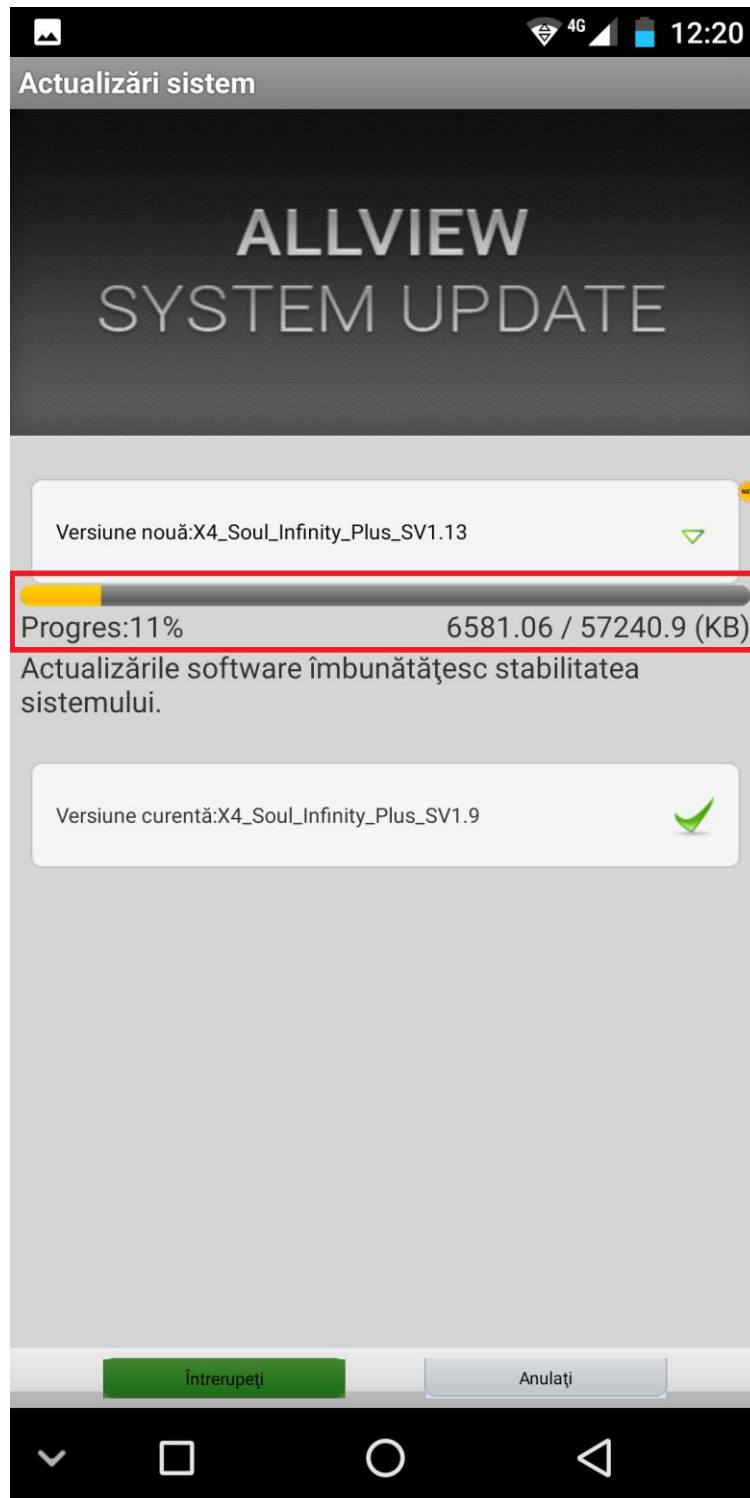 4G 12:20
Actualizări sistem
ALLVIEW
SYSTEM UPDATE
Versiune nouă:X4_Soul_Infinity_Plus_SV1.13
Progres:11% 6581.06 / 57240.9 (KB)
Actualizările software îmbunătăţesc stabilitatea
sistemului.
Versiune curentă:X4_Soul_Infinity_Plus_SV1.9
Întrerupeţi Anulaţi